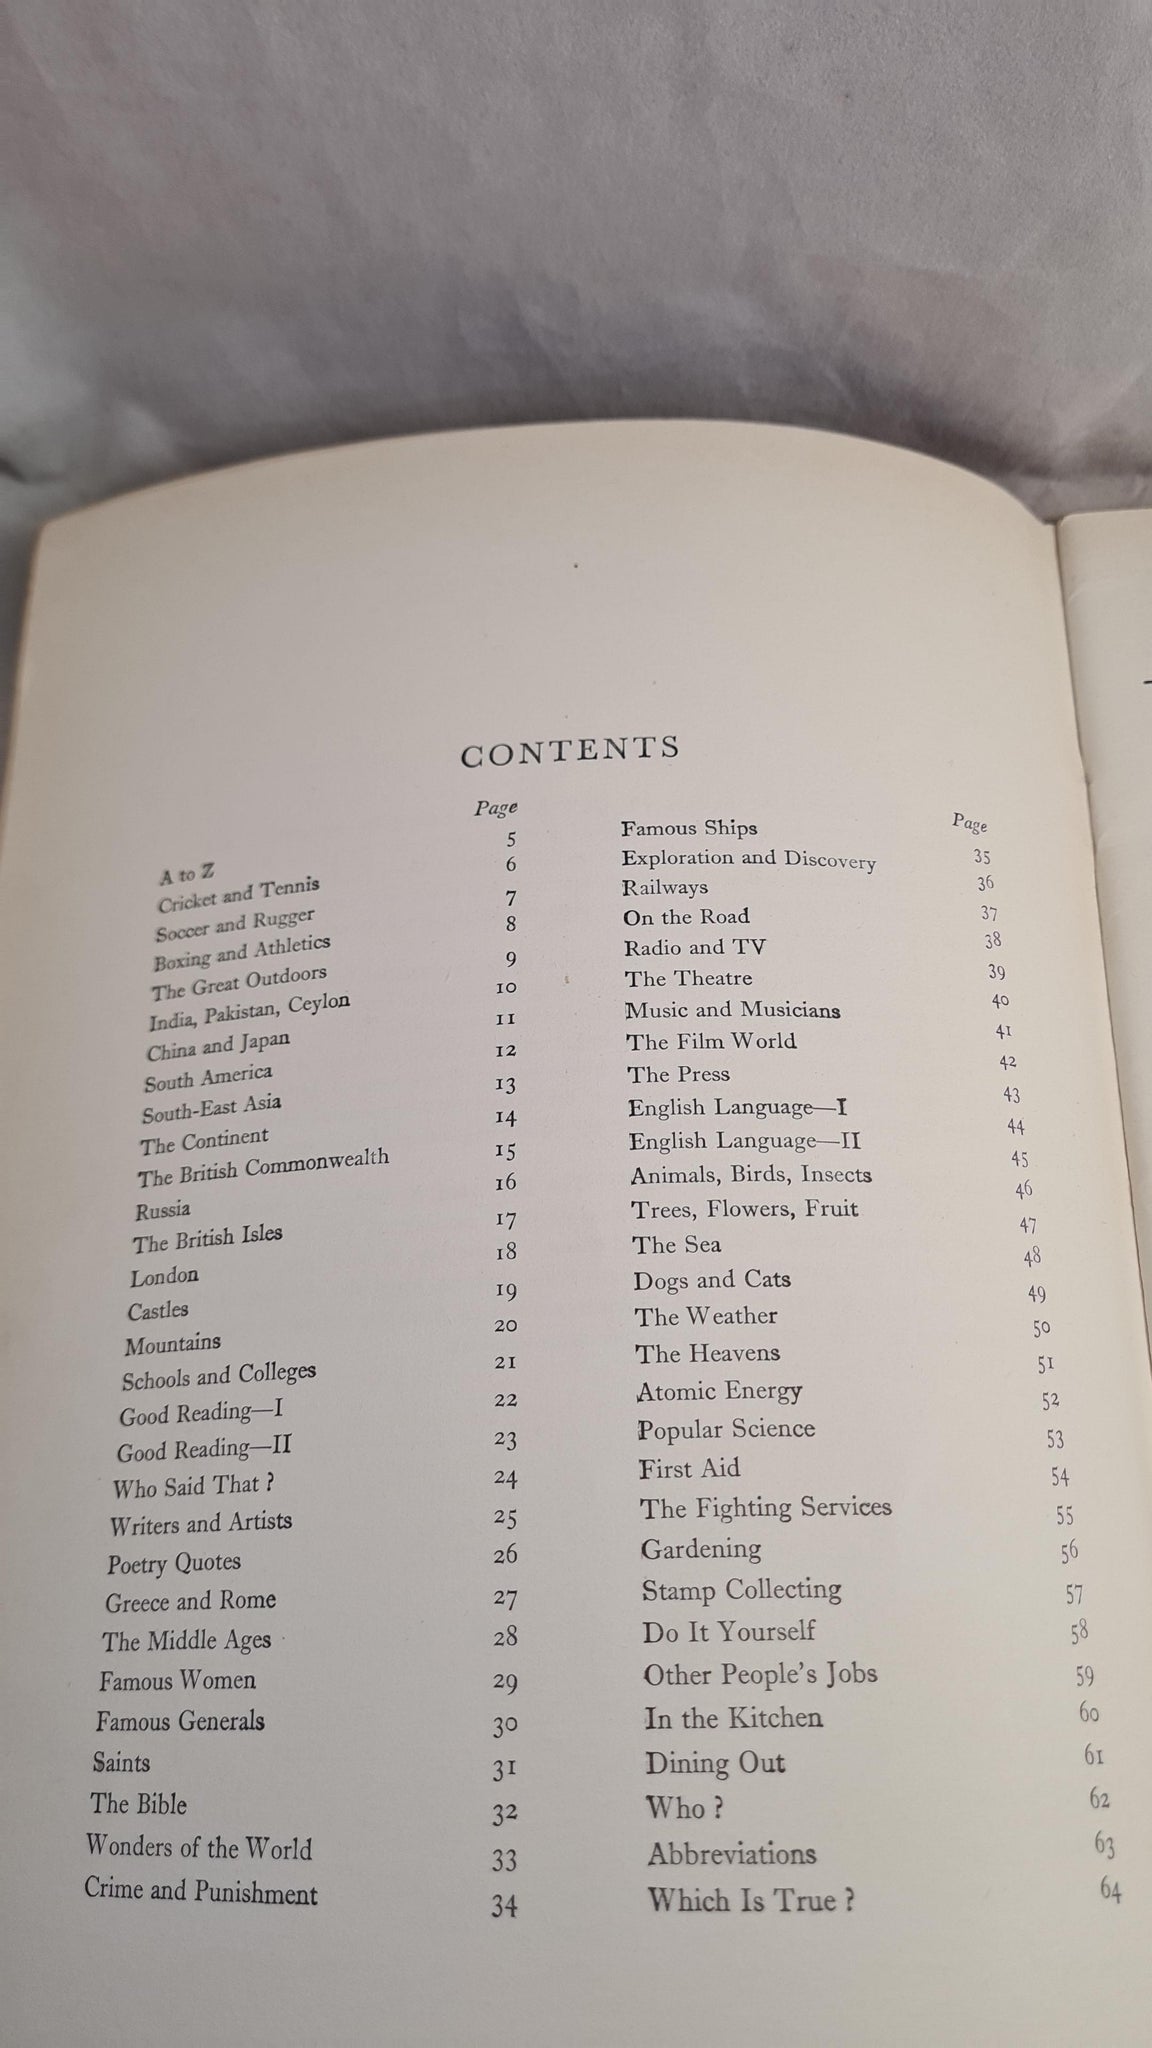 CONTENTS
Page
A to Z 5
Cricket and Tennis 6
Soccer and Rugger 7
Boxing and Athletics 8
The Great Outdoors 9
India, Pakistan, Ceylon 10
China and Japan 11
South America 12
South-East Asia 13
The Continent 14
The British Commonwealth 15
Russia 16
The British Isles 17
London 18
Castles 19
Mountains 20
Schools and Colleges 21
Good Reading—I 22
Good Reading—II 23
Who Said That ? 24
Writers and Artists 25
Poetry Quotes 26
Greece and Rome 27
The Middle Ages 28
Famous Women 29
Famous Generals 30
Saints 31
The Bible 32
Wonders of the World 33
Crime and Punishment 34
Page
Famous Ships 35
Exploration and Discovery 36
Railways 37
On the Road 38
Radio and TV 39
The Theatre 40
Music and Musicians 41
The Film World 42
The Press 43
English Language—I 44
English Language—II 45
Animals, Birds, Insects 46
Trees, Flowers, Fruit 47
The Sea 48
Dogs and Cats 49
The Weather 50
The Heavens 51
Atomic Energy 52
Popular Science 53
First Aid 54
The Fighting Services 55
Gardening 56
Stamp Collecting 57
Do It Yourself 58
Other People's Jobs 59
In the Kitchen 60
Dining Out 61
Who ? 62
Abbreviations 63
Which Is True ? 64